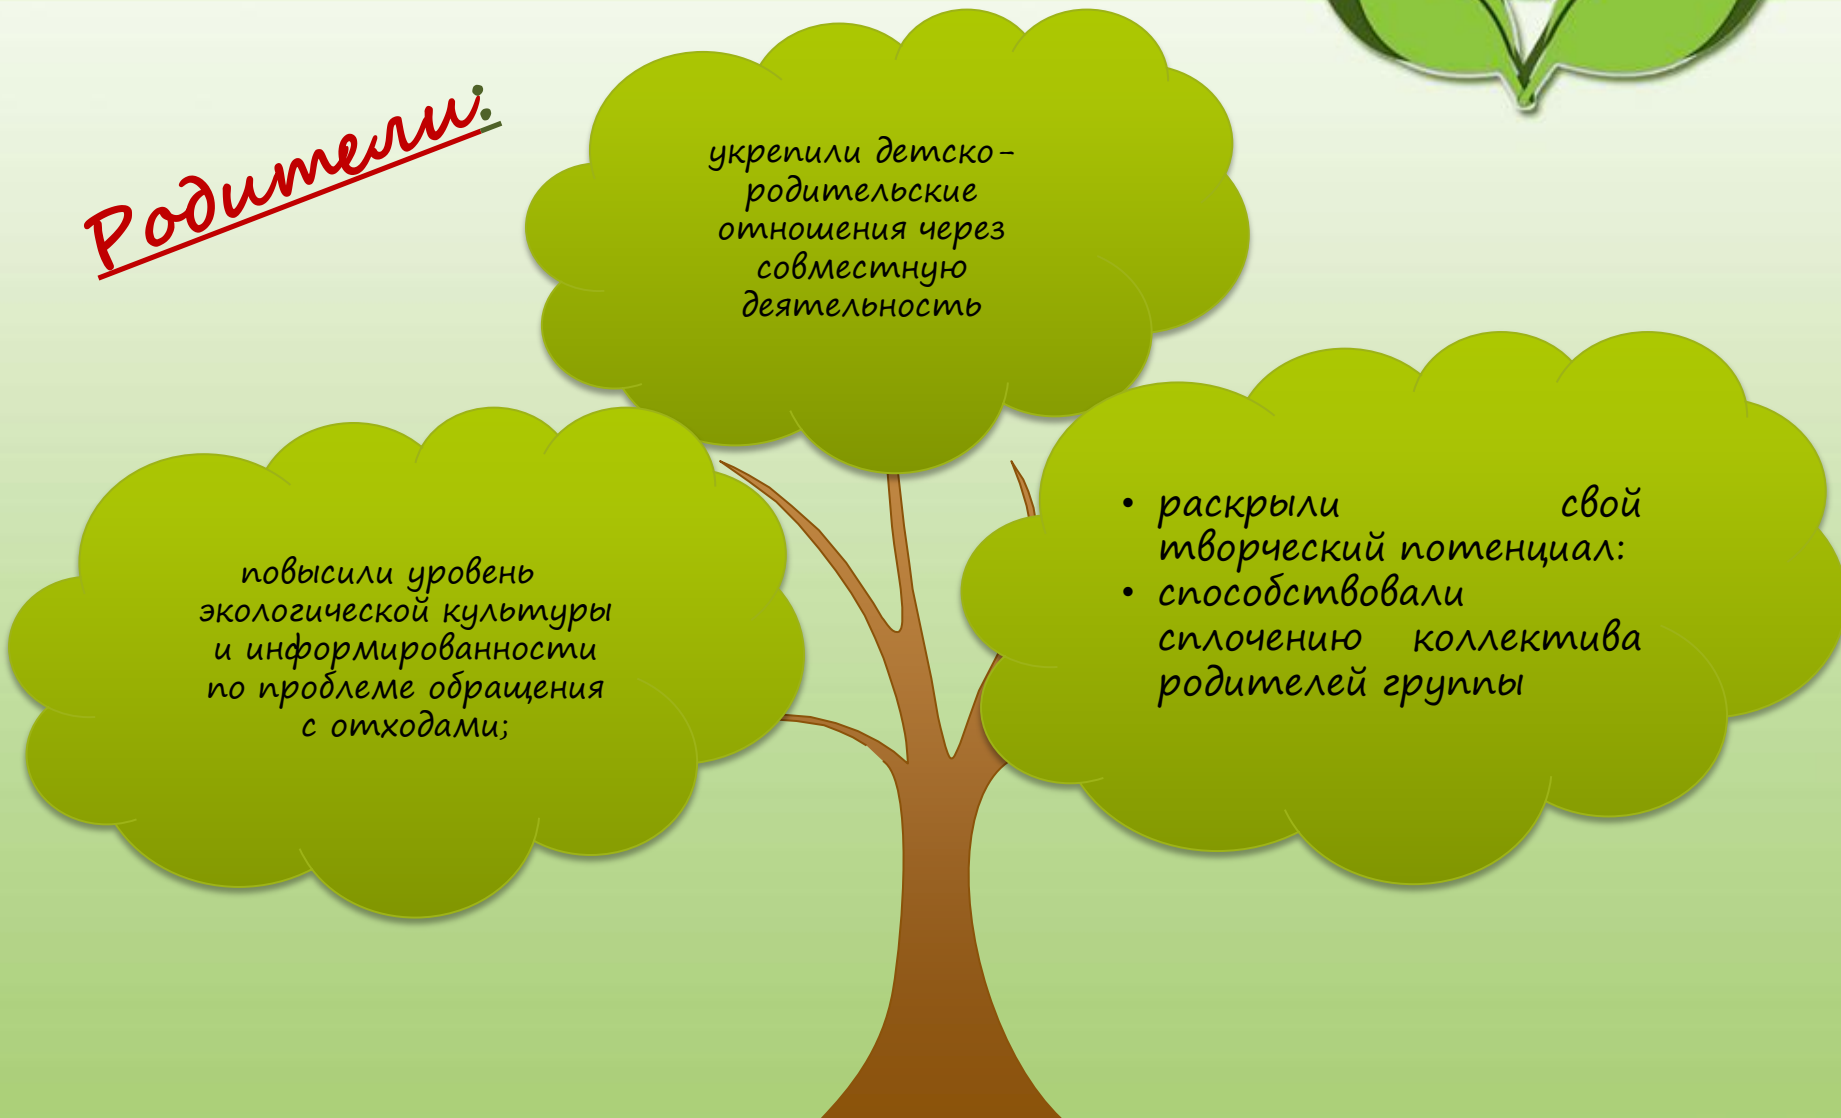 Родители:
укрепили детско-
родительские
отношения через
совместную
деятельность
повысили уровень
экологической культуры
и информированности
по проблеме обращения
с отходами;
• раскрыли свой
творческий потенциал:
• способствовали
сплочению коллектива
родителей группы